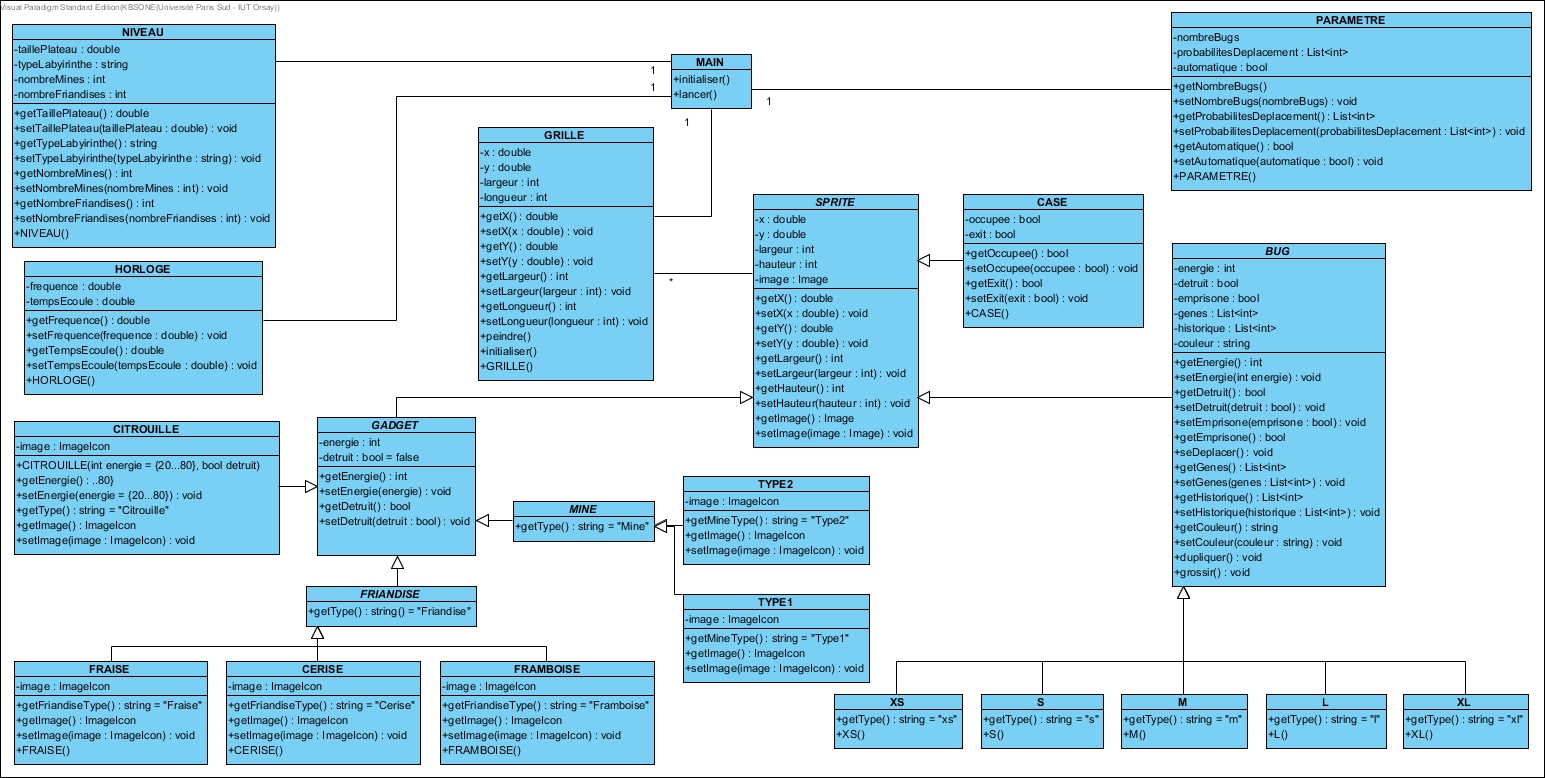 Visual Paradigm Standard Edition(KBSONE(Université Paris Sud - IUT Orsay))
NIVEAU
-taillePlateau : double
-typeLabyirinthe : string
-nombreMines : int
-nombreFriandises : int
+getTaillePlateau() : double
+setTaillePlateau(taillePlateau : double) : void
+getTypeLabyirinthe() : string
+setTypeLabyirinthe(typeLabyirinthe : string) : void
+getNombreMines() : int
+setNombreMines(nombreMines : int) : void
+getNombreFriandises() : int
+setNombreFriandises(nombreFriandises : int) : void
+NIVEAU()
MAIN
+initialiser()
+lancer()
1
1
1
1
PARAMETRE
-nombreBugs
-probabilitesDeplacement : List<int>
-automatique : bool
+getNombreBugs()
+setNombreBugs(nombreBugs) : void
+getProbabilitesDeplacement() : List<int>
+setProbabilitesDeplacement(probabilitesDeplacement : List<int>) : void
+getAutomatique() : bool
+setAutomatique(automatique : bool) : void
+PARAMETRE()
GRILLE
-x : double
-y : double
-largeur : int
-longueur : int
+getX() : double
+setX(x : double) : void
+getY() : double
+setY(y : double) : void
+getLargeur() : int
+setLargeur(largeur : int) : void
+getLongueur() : int
+setLongueur(longueur : int) : void
+peindre()
+initialiser()
+GRILLE()
*
SPRITE
-x : double
-y : double
-largeur : int
-hauteur : int
-image : Image
+getX() : double
+setX(x : double) : void
+getY() : double
+setY(y : double) : void
+getLargeur() : int
+setLargeur(largeur : int) : void
+getHauteur() : int
+setHauteur(hauteur : int) : void
+getImage() : Image
+setImage(image : Image) : void
CASE
-occupee : bool
-exit : bool
+getOccupee() : bool
+setOccupee(occupee : bool) : void
+getExit() : bool
+setExit(exit : bool) : void
+CASE()
BUG
-energie : int
-detruit : bool
-emprisone : bool
-genes : List<int>
-historique : List<int>
-couleur : string
+getEnergie() : int
+setEnergie(int energie) : void
+getDetruit() : bool
+setDetruit(detruit : bool) : void
+setEmprisone(emprisone : bool) : void
+getEmprisone() : bool
+seDeplacer() : void
+getGenes() : List<int>
+setGenes(genes : List<int>) : void
+getHistorique() : List<int>
+setHistorique(historique : List<int>) : void
+getCouleur() : string
+setCouleur(couleur : string) : void
+dupliquer() : void
+grossir() : void
HORLOGE
-frequence : double
-tempsEcoule : double
+getFrequence() : double
+setFrequence(frequence : double) : void
+getTempsEcoule() : double
+setTempsEcoule(tempsEcoule : double) : void
+HORLOGE()
CITROUILLE
-image : ImageIcon
+CITROUILLE(int energie = {20...80}, bool detruit)
+getEnergie() : ..80}
+setEnergie(energie = {20...80}) : void
+getType() : string = "Citrouille"
+getImage() : ImageIcon
+setImage(image : ImageIcon) : void
GADGET
-energie : int
-detruit : bool = false
+getEnergie() : int
+setEnergie(energie) : void
+getDetruit() : bool
+setDetruit(detruit : bool) : void
MINE
+getType() : string = "Mine"
TYPE2
-image : ImageIcon
+getMineType() : string = "Type2"
+getImage() : ImageIcon
+setImage(image : ImageIcon) : void
TYPE1
-image : ImageIcon
+getMineType() : string = "Type1"
+getImage() : ImageIcon
+setImage(image : ImageIcon) : void
FRIANDISE
+getType() : string() = "Friandise"
FRAISE
-image : ImageIcon
+getFriandiseType() : string = "Fraise"
+getImage() : ImageIcon
+setImage(image : ImageIcon) : void
+FRAISE()
CERISE
-image : ImageIcon
+getFriandiseType() : string = "Cerise"
+getImage() : ImageIcon
+setImage(image : ImageIcon) : void
+CERISE()
FRAMBOISE
-image : ImageIcon
+getFriandiseType() : string = "Framboise"
+getImage() : ImageIcon
+setImage(image : ImageIcon) : void
+FRAMBOISE()
XS
+getType() : string = "xs"
+XS()
S
+getType() : string = "s"
+S()
M
+getType() : string = "m"
+M()
L
+getType() : string = "l"
+L()
XL
+getType() : string = "xl"
+XL()